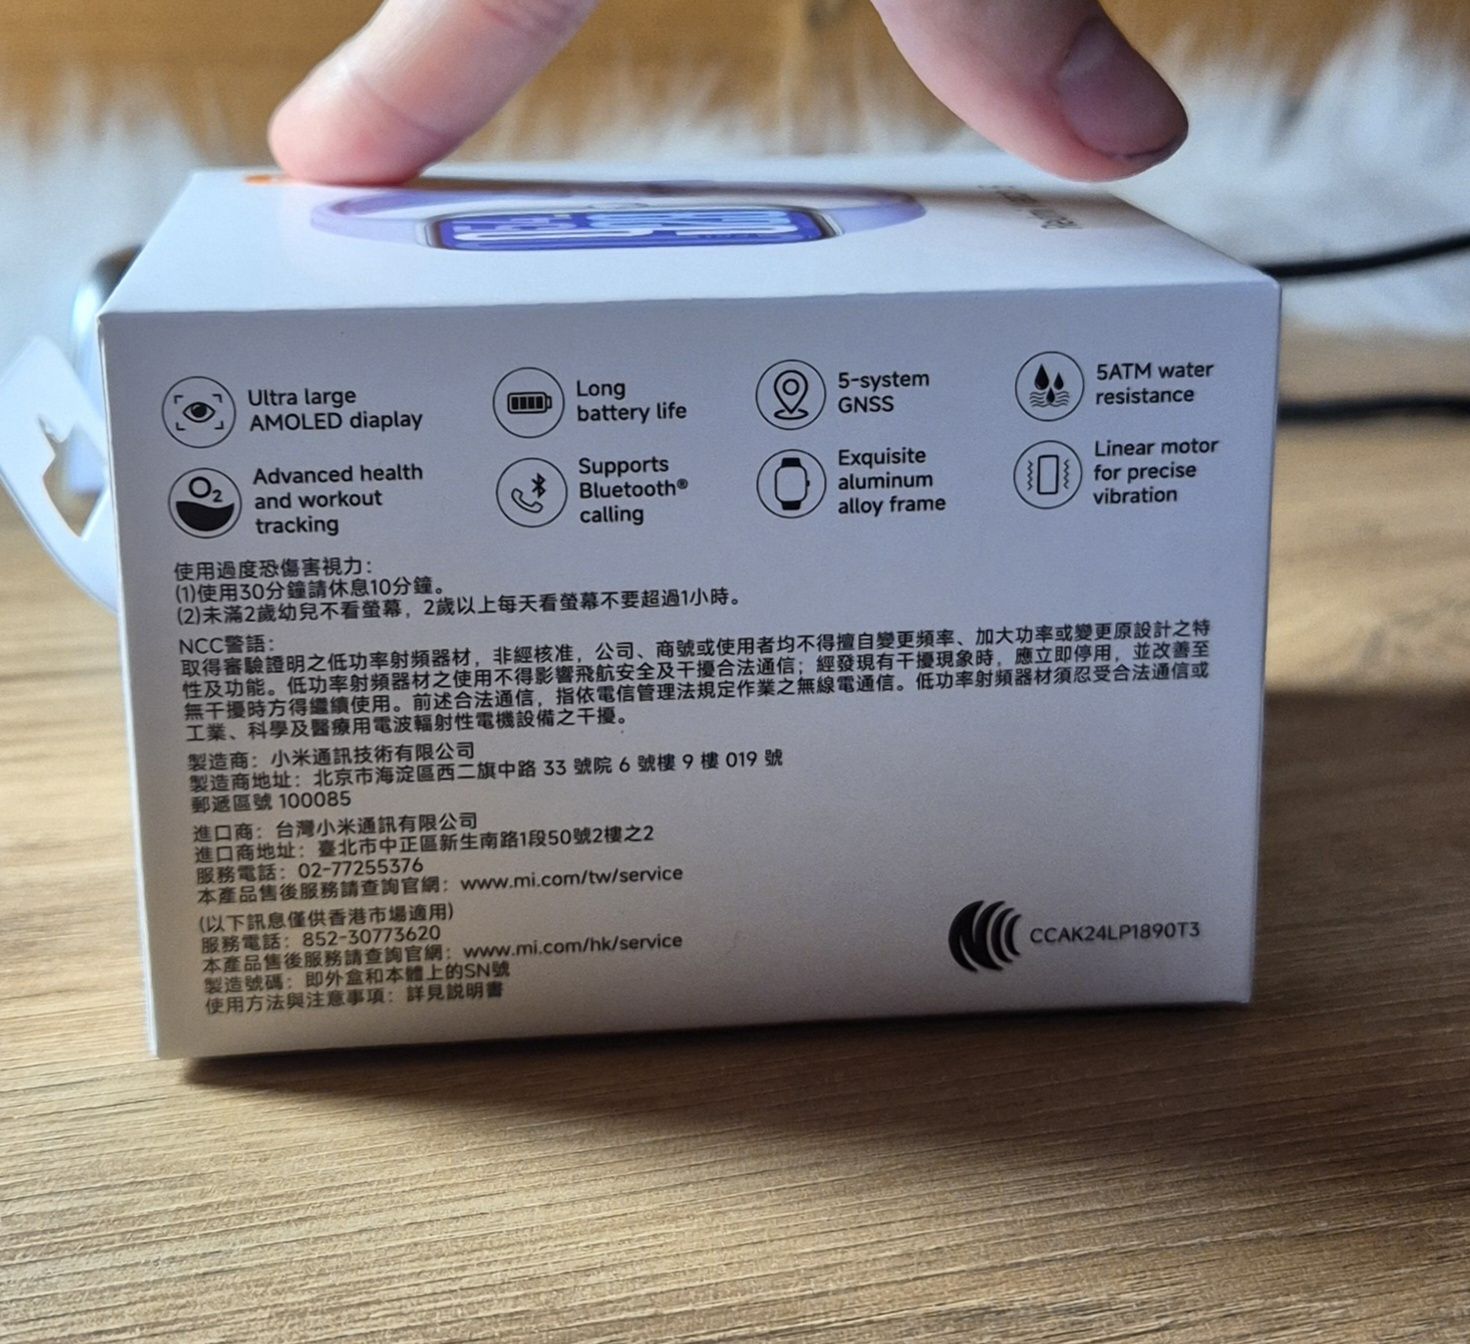 Ultra large
AMOLED diaplay
Long
battery life
5-system
GNSS
5ATM water
resistance
O2
Advanced health
and workout
tracking
Supports
Bluetooth®
calling
Exquisite
aluminum
alloy frame
Linear motor
for precise
vibration
使用過度恐傷害視力：
(1)使用30分鐘請休息10分鐘。
(2)未滿2歲幼兒不看螢幕，2歲以上每天看螢幕不要超過1小時。
NCC警語：
取得審驗證明之低功率射頻器材，非經核准，公司、商號或使用者均不得擅自變更頻率、加大功率或變更原設計之特
性及功能。低功率射頻器材之使用不得影響飛航安全及干擾合法通信；經發現有干擾現象時，應立即停用，並改善至
無干擾時方得繼續使用。前述合法通信，指依電信管理法規定作業之無線電通信。低功率射頻器材須忍受合法通信或
工業、科學及醫療用電波輻射性電機設備之干擾。
製造商：小米通訊技術有限公司
製造商地址：北京市海淀區西二旗中路 33 號院 6 號樓 9 樓 019 號
郵遞區號 100085
進口商：台灣小米通訊有限公司
進口商地址：臺北市中正區新生南路1段50號2樓之2
服務電話：02-77255376
本產品售後服務請查詢官網：www.mi.com/tw/service
(以下訊息僅供香港市場適用)
服務電話：852-30773620
本產品售後服務請查詢官網：www.mi.com/hk/service
製造號碼：即外盒和本體上的SN號
使用方法與注意事項：詳見説明書
CCAK24LP1890T3